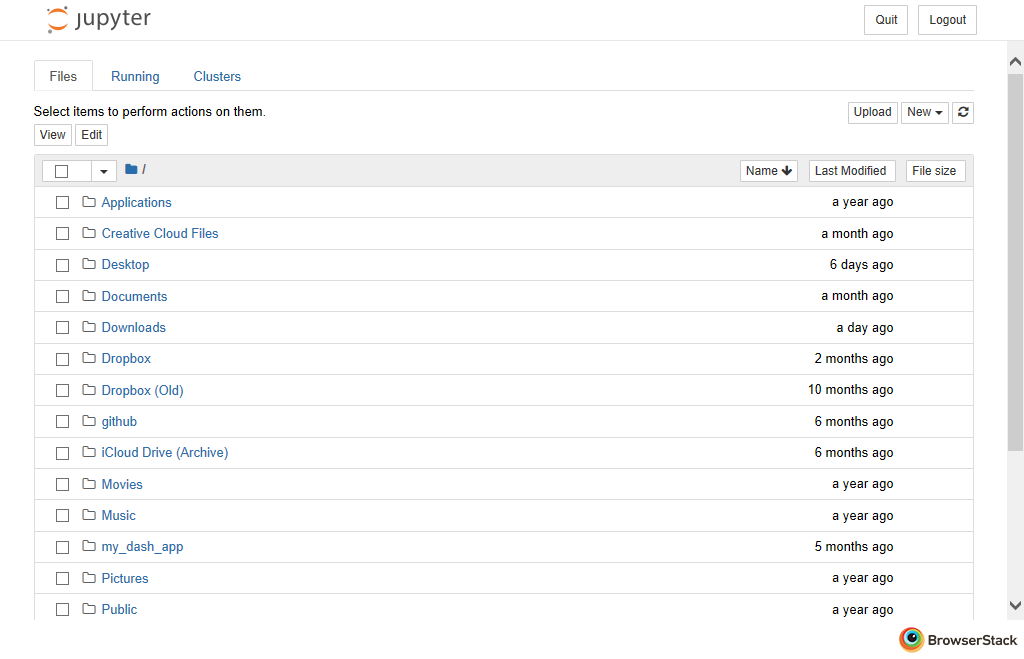 jupyter Quit Logout
Files Running Clusters
Select items to perform actions on them. Upload New
View Edit
/ Name Last Modified File size
Applications a year ago
Creative Cloud Files a month ago
Desktop 6 days ago
Documents a month ago
Downloads a day ago
Dropbox 2 months ago
Dropbox (Old) 10 months ago
github 6 months ago
iCloud Drive (Archive) 6 months ago
Movies a year ago
Music a year ago
my_dash_app 5 months ago
Pictures a year ago
Public a year ago
BrowserStack